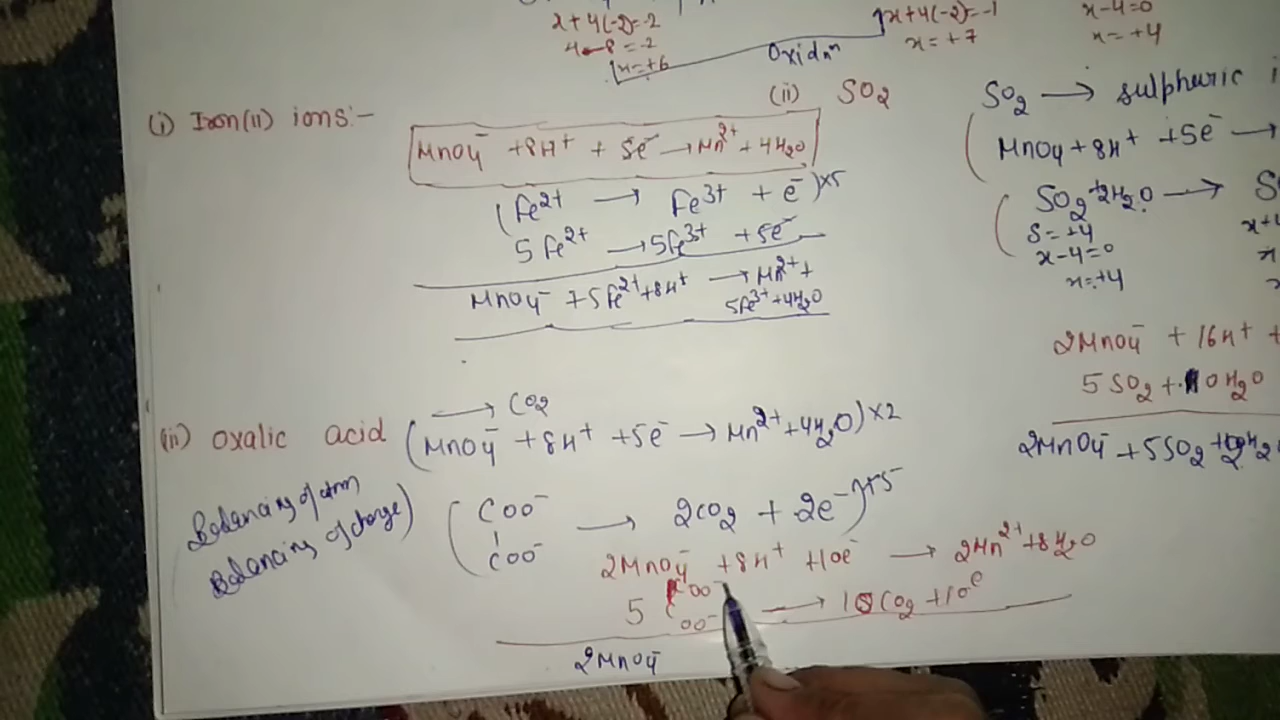 x+4(-2)=-2
4-8=-2
x=+6
x+4(-2)=-1
x=+7
x-4=0
x=+4
Oxidnⁿ
(i) Iron(II) ions:-
MnO4⁻ +8H⁺ + 5e⁻ → Mn²⁺ + 4H2O
(Fe²⁺ → Fe³⁺ + e⁻)×5
5Fe²⁺ → 5Fe³⁺ + 5e⁻
MnO4⁻ + 5Fe²⁺ + 8H⁺ → Mn²⁺ +
5Fe³⁺ + 4H2O
(ii) SO2
SO2 → sulphuric
(MnO4 + 8H⁺ + 5e⁻ →
(SO2 + 2H2O → S
S=+4
x-4=0
x=+4
2MnO4⁻ + 16H⁺ +
5SO2 + 10H2O
2MnO4⁻ + 5SO2 +
(ii) Oxalic acid
→ CO2
(MnO4⁻ + 8H⁺ + 5e⁻ → Mn²⁺ + 4H2O)×2
Balancing of atom
Balancing of charge)
(COO⁻
COO⁻ → 2CO2 + 2e⁻)×5
2MnO4⁻ + 8H⁺ + 10e⁻ → 2Mn²⁺ + 8H2O
5 COO⁻
COO⁻ → 10CO2 + 10e
2MnO4⁻